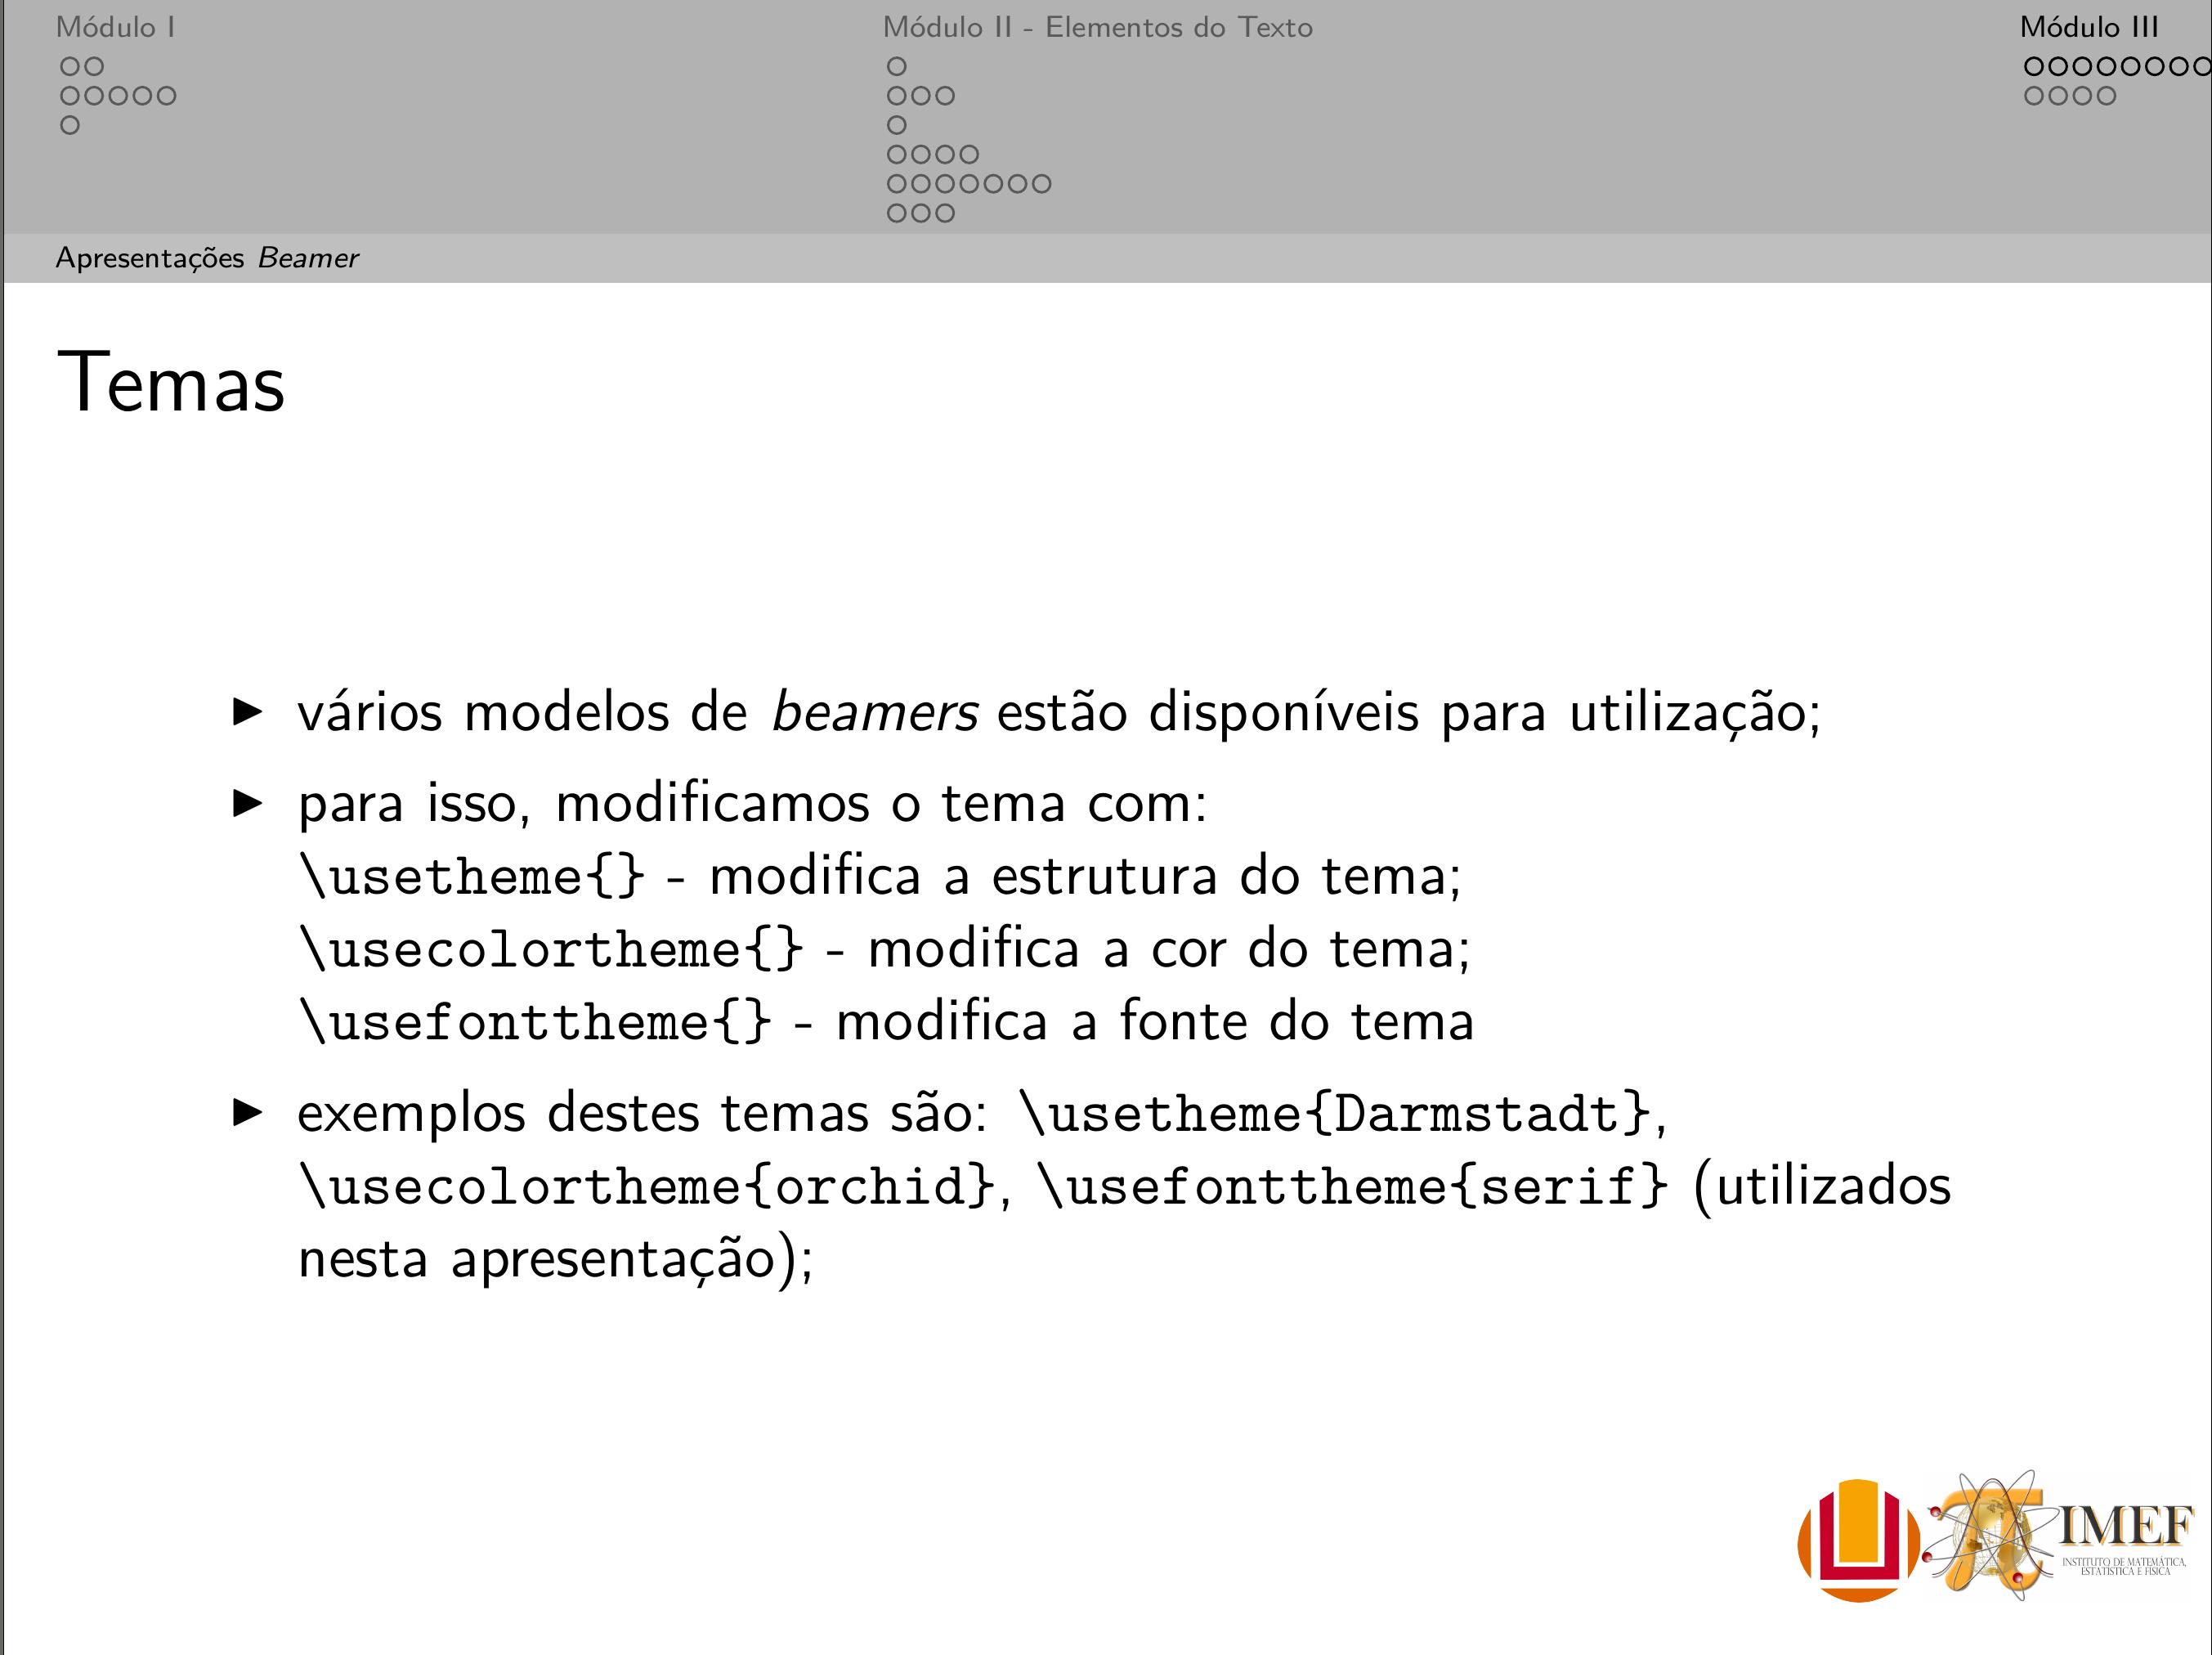 Módulo I
Módulo II - Elementos do Texto
Módulo III
Apresentações Beamer
Temas
vários modelos de beamers estão disponíveis para utilização;
para isso, modificamos o tema com:
\usetheme{} - modifica a estrutura do tema;
\usecolortheme{} - modifica a cor do tema;
\usefonttheme{} - modifica a fonte do tema
exemplos destes temas são: \usetheme{Darmstadt},
\usecolortheme{orchid}, \usefonttheme{serif} (utilizados
nesta apresentação);
IMEF
INSTITUTO DE MATEMÁTICA,
ESTATÍSTICA E FÍSICA